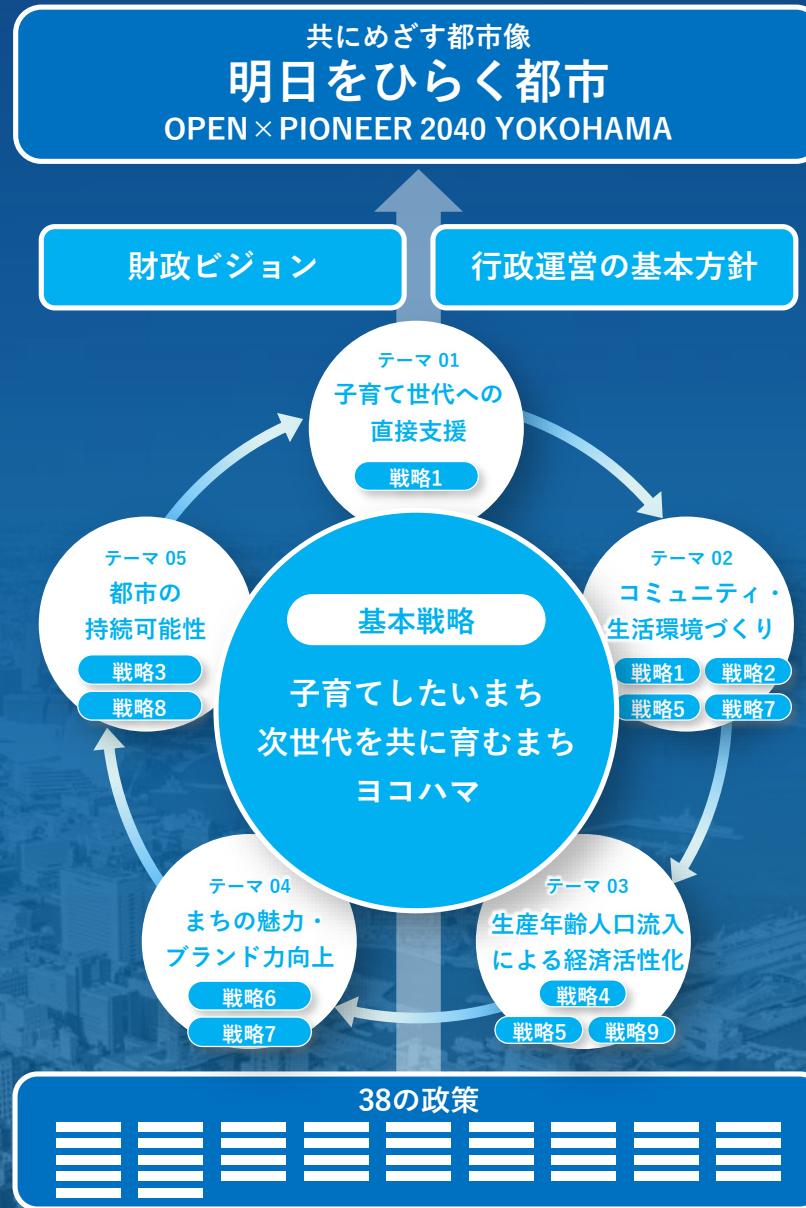 共にめざす都市像
明日をひらく都市
OPEN×PIONEER 2040 YOKOHAMA
財政ビジョン
行政運営の基本方針
テーマ 01
子育て世代への
直接支援
戦略1
テーマ 02
コミュニティ・
生活環境づくり
戦略1 戦略2
戦略5 戦略7
テーマ 03
生産年齢人口流入
による経済活性化
戦略4
戦略5 戦略9
テーマ 04
まちの魅力・
ブランド力向上
戦略6
戦略7
テーマ 05
都市の
持続可能性
戦略3
戦略8
基本戦略
子育てしたいまち
次世代を共に育むまち
ヨコハマ
38の政策